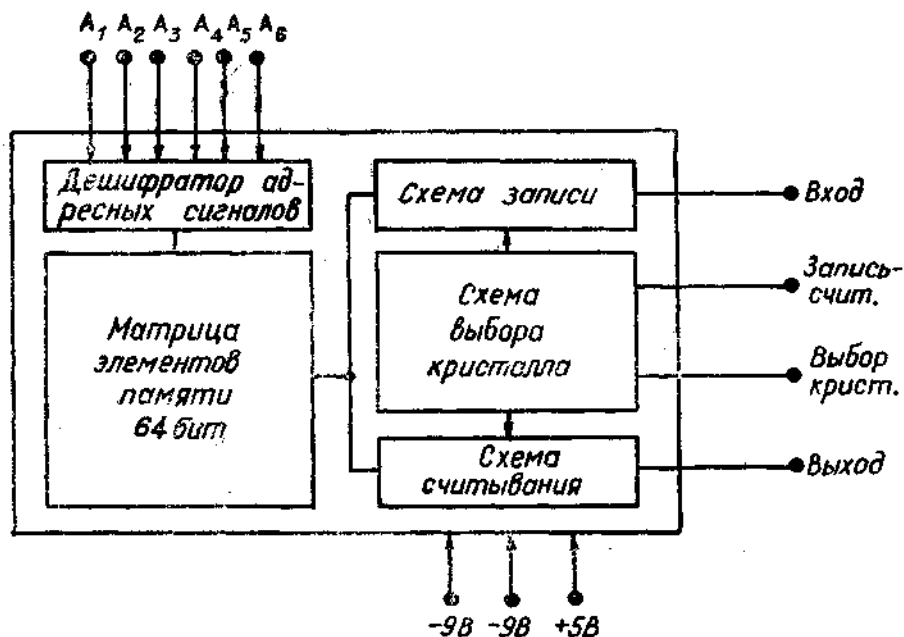 A1 A2 A3 A4 A5 A6
Дешифратор ад-
ресных сигналов
Схема записи
Вход
Матрица
элементов
памяти
64 бит
Схема
выбора
кристалла
Запись-
счит.
Выбор
крист.
Схема
считывания
Выход
-9В -9В +5В